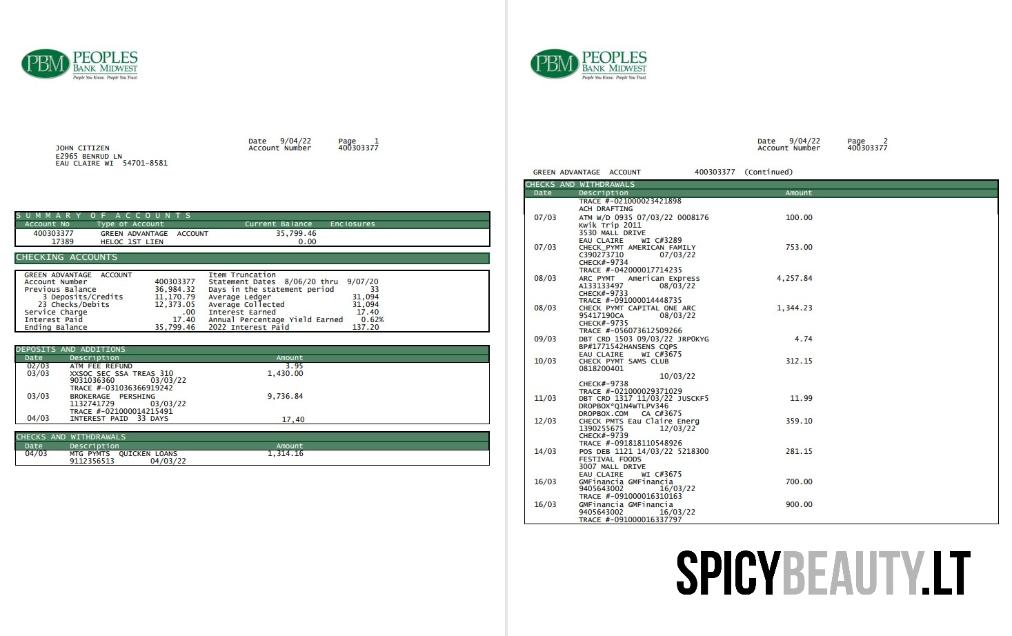 PBM PEOPLES
BANK MIDWEST
People You Know. People You Trust.
Date 9/04/22 Page 1
JOHN CITIZEN Account Number 400303377
E2965 BENRUD LN
EAU CLAIRE WI 54701-8581
SUMMARY OF ACCOUNTS
Account No Type of Account Current Balance Enclosures
400303377 GREEN ADVANTAGE ACCOUNT 35,799.46
17389 HELOC 1ST LIEN 0.00
CHECKING ACCOUNTS
GREEN ADVANTAGE ACCOUNT Item Truncation
Account Number 400303377 Statement Dates 8/06/20 thru 9/07/20
Previous Balance 36,984.32 Days in the statement period 33
3 Deposits/Credits 11,170.79 Average Ledger 31,094
23 Checks/Debits 12,373.05 Average Collected 31,094
Service Charge .00 Interest Earned 17.40
Interest Paid 17.40 Annual Percentage Yield Earned 0.62%
Ending Balance 35,799.46 2022 Interest Paid 137.20
DEPOSITS AND ADDITIONS
Date Description Amount
02/03 ATM FEE REFUND 3.95
03/03 XXSOC SEC SSA TREAS 310 1,430.00
9031036360 03/03/22
TRACE #-031036366919242
03/03 BROKERAGE PERSHING 9,736.84
1132741729 03/03/22
TRACE #-021000014215491
04/03 INTEREST PAID 33 DAYS 17,40
CHECKS AND WITHDRAWALS
Date Description Amount
04/03 MTG PYMTS QUICKEN LOANS 1,314.16
9112356513 04/03/22
PBM PEOPLES
BANK MIDWEST
People You Know. People You Trust.
Date 9/04/22 Page 2
Account Number 400303377
GREEN ADVANTAGE ACCOUNT 400303377 (Continued)
CHECKS AND WITHDRAWALS
Date Description Amount
TRACE #-021000023421898
ACH DRAFTING
07/03 ATM W/D 0935 07/03/22 0008176 100.00
Kwik Trip 2011
3530 MALL DRIVE
EAU CLAIRE WI C#3289
07/03 CHECK_PYMT AMERICAN FAMILY 753.00
C390273710 07/03/22
CHECK#-9734
TRACE #-042000017714235
08/03 ARC PYMT American Express 4,257.84
A133133497 08/03/22
CHECK#-9733
TRACE #-091000014448735
08/03 CHECK PYMT CAPITAL ONE ARC 1,344.23
95417190CA 08/03/22
CHECK#-9735
TRACE #-056073612509266
09/03 DBT CRD 1503 09/03/22 JRP0KYG 4.74
BP#1771542HANSENS CQPS
EAU CLAIRE WI C#3675
10/03 CHECK PYMT SAMS CLUB 312.15
0818200401
10/03/22
CHECK#-9738
TRACE #-021000029371029
11/03 DBT CRD 1317 11/03/22 JUSCKF5 11.99
DROPBOX*Q1N4WTLPV346
DROPBOX.COM CA C#3675
12/03 CHECK PMTS Eau Claire Energ 359.10
1390255675 12/03/22
CHECK#-9739
TRACE #-091818110548926
14/03 POS DEB 1121 14/03/22 5218300 281.15
FESTIVAL FOODS
3007 MALL DRIVE
EAU CLAIRE WI C#3675
16/03 GMFinancia GMFinancia 700.00
9405643002 16/03/22
TRACE #-091000016310163
16/03 GMFinancia GMFinancia 900.00
9405643002 16/03/22
TRACE #-091000016337797
SPICYBEAUTY.LT